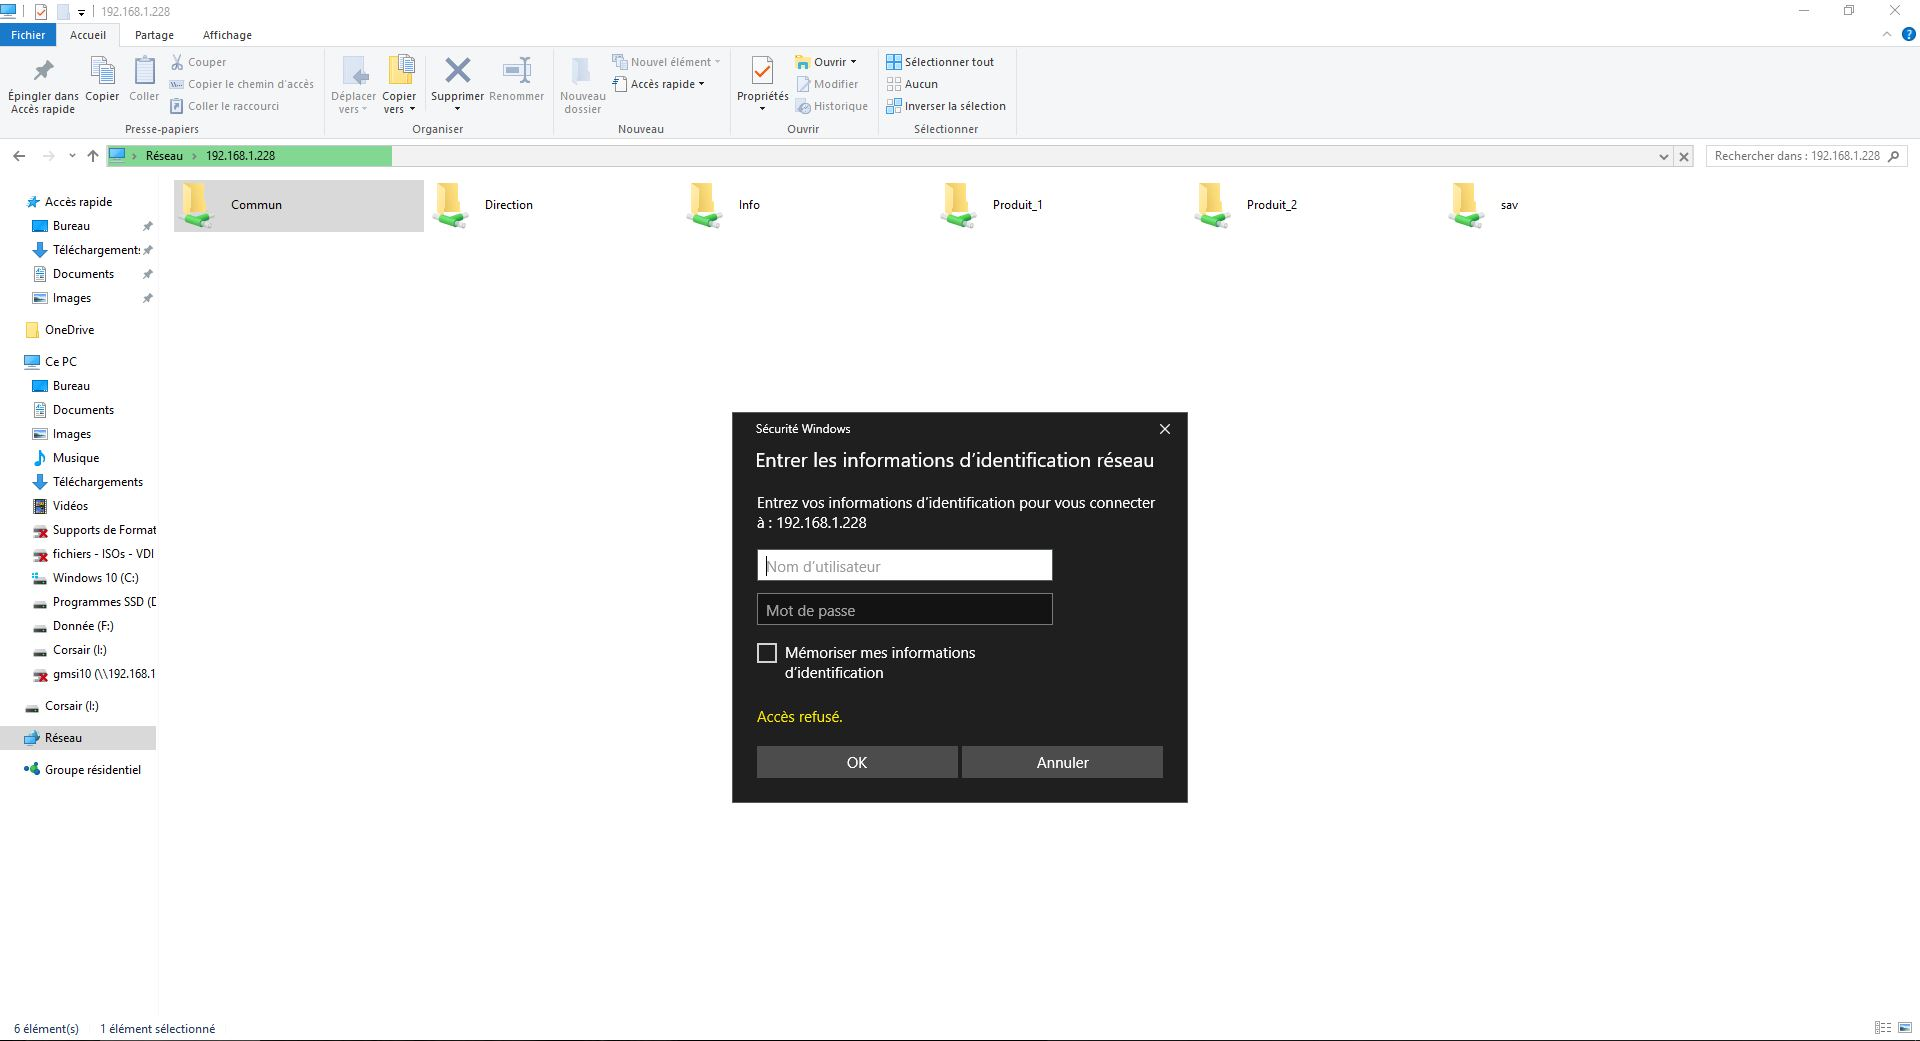 192.168.1.228
Fichier Accueil Partage Affichage
Épingler dans
Accès rapide
Copier
Coller
Couper
Copier le chemin d'accès
Coller le raccourci
Presse-papiers
Déplacer
vers
Copier
vers
Supprimer
Renommer
Organiser
Nouveau
dossier
Nouvel élément
Accès rapide
Nouveau
Propriétés
Ouvrir
Modifier
Historique
Ouvrir
Sélectionner tout
Aucun
Inverser la sélection
Sélectionner
Réseau > 192.168.1.228
Rechercher dans : 192.168.1.228
Accès rapide
Bureau
Téléchargements
Documents
Images
OneDrive
Ce PC
Bureau
Documents
Images
Musique
Téléchargements
Vidéos
Supports de Format
fichiers - ISOs - VDI
Windows 10 (C:)
Programmes SSD (D
Donnée (F:)
Corsair (I:)
gmsi10 (\\192.168.1
Corsair (I:)
Réseau
Groupe résidentiel
Commun Direction Info Produit_1 Produit_2 sav
Sécurité Windows
Entrer les informations d'identification réseau
Entrez vos informations d'identification pour vous connecter
à : 192.168.1.228
Nom d'utilisateur
Mot de passe
Mémoriser mes informations
d'identification
Accès refusé.
OK Annuler
6 élément(s) 1 élément sélectionné